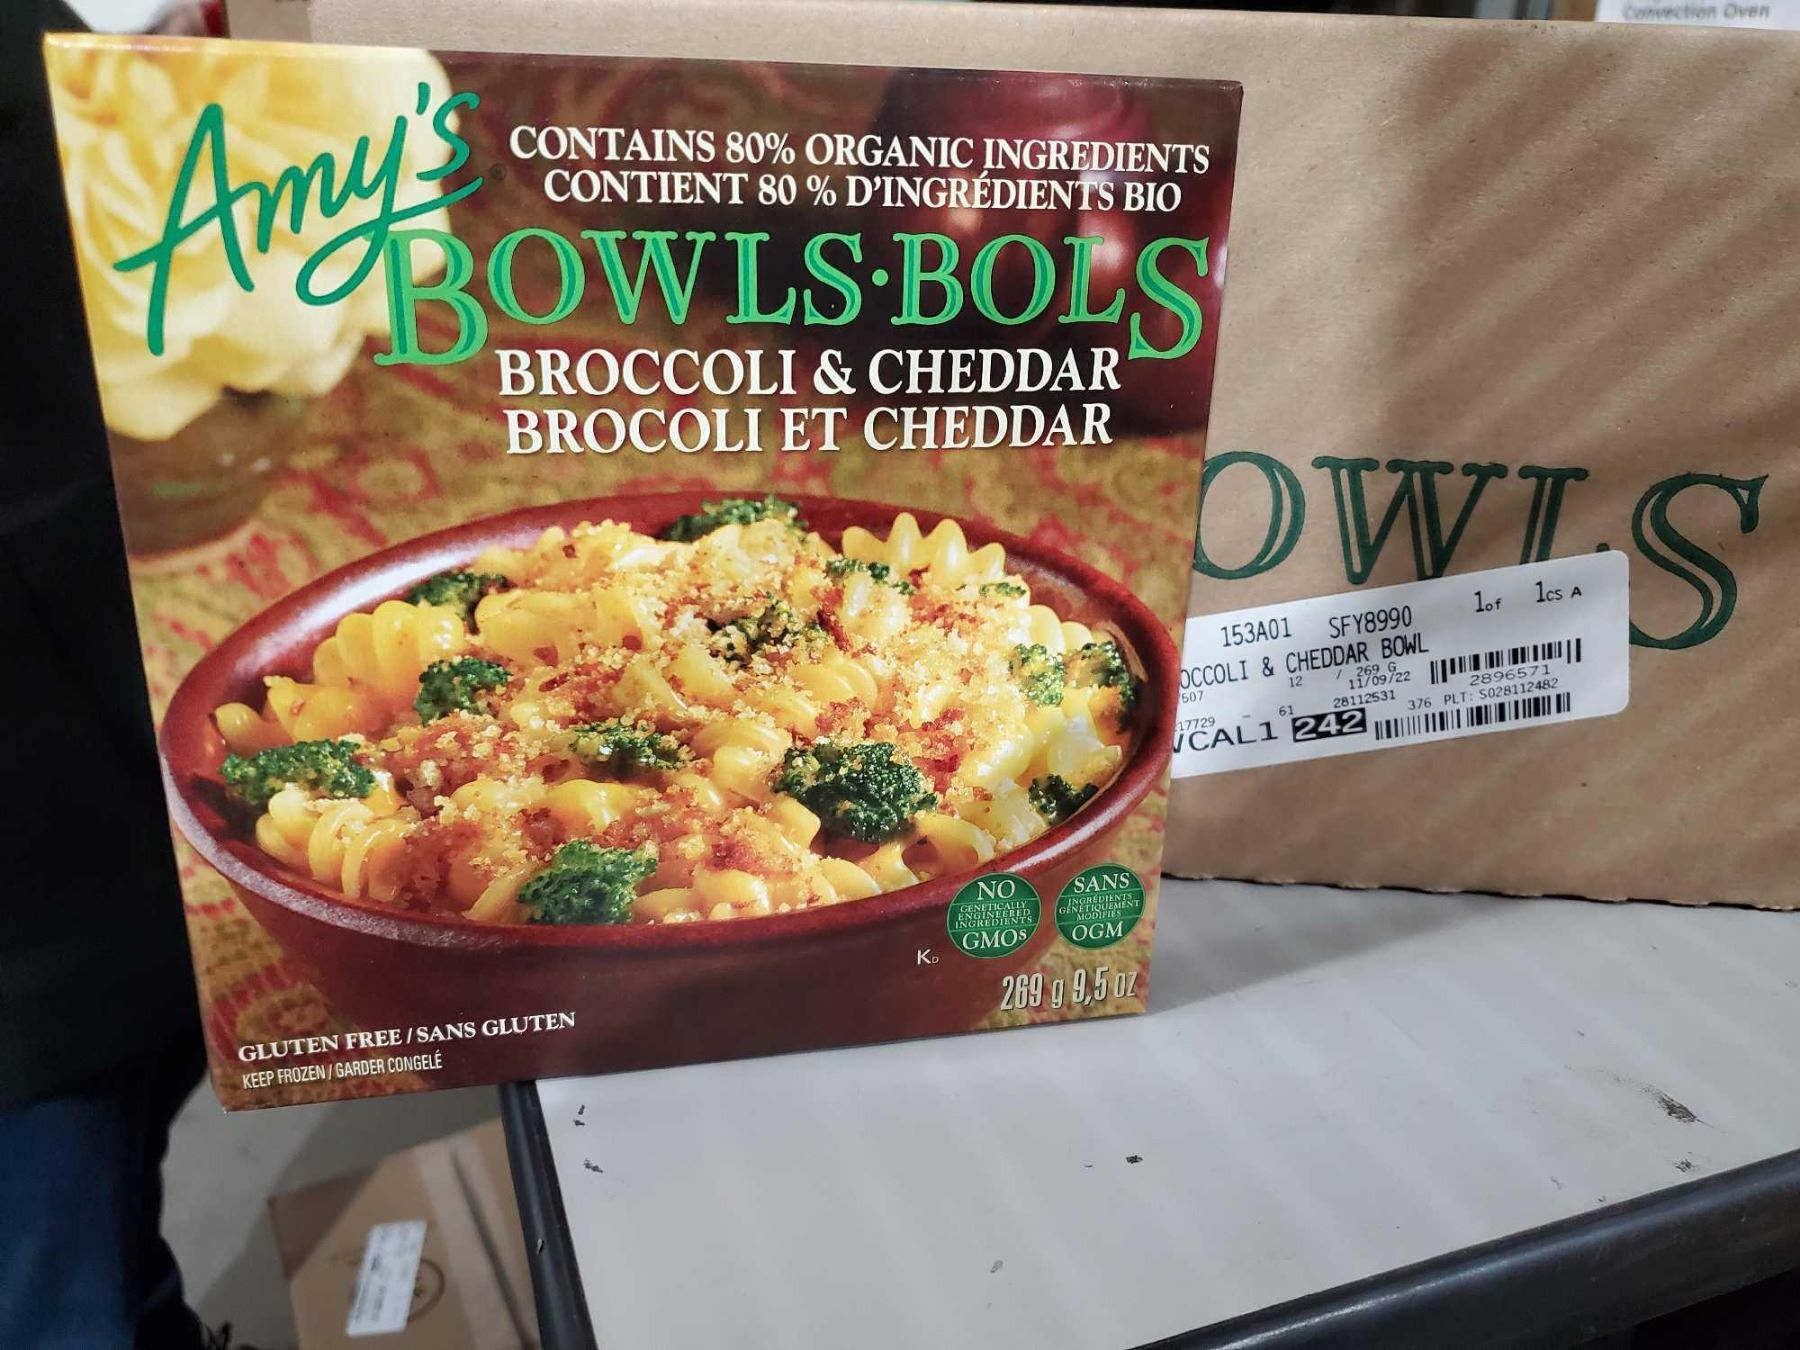 Convection Oven
Amy's
CONTAINS 80% ORGANIC INGREDIENTS
CONTIENT 80 % D'INGRÉDIENTS BIO
BOWLS·BOLS
BROCCOLI & CHEDDAR
BROCOLI ET CHEDDAR
NO
GENETICALLY
ENGINEERED
INGREDIENTS
GMOs
SANS
INGRÉDIENTS
GÉNÉTIQUEMENT
MODIFIÉS
OGM
KD
269 g 9,5 oz
GLUTEN FREE / SANS GLUTEN
KEEP FROZEN / GARDER CONGELÉ
OWLS
153A01 SFY8990 1of 1cs A
OCCOLI & CHEDDAR BOWL
507 12 / 269 G
11/09/22 2896571
28112531 376 PLT: S028112482
17729 - 61
CAL1 242